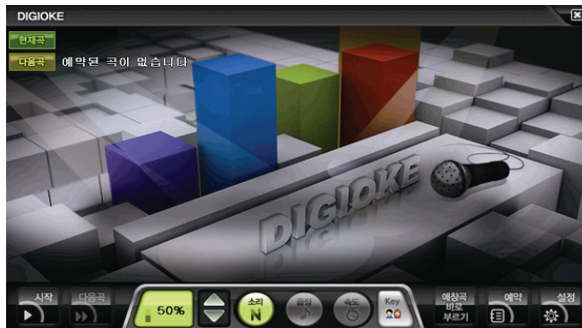 DIGIOKE
현재곡
다음곡 예약된 곡이 없습니다
DIGIOKE
시작
다음곡
50%
소리
N
음정
속도
Key
애창곡
바로
부르기
예약
설정